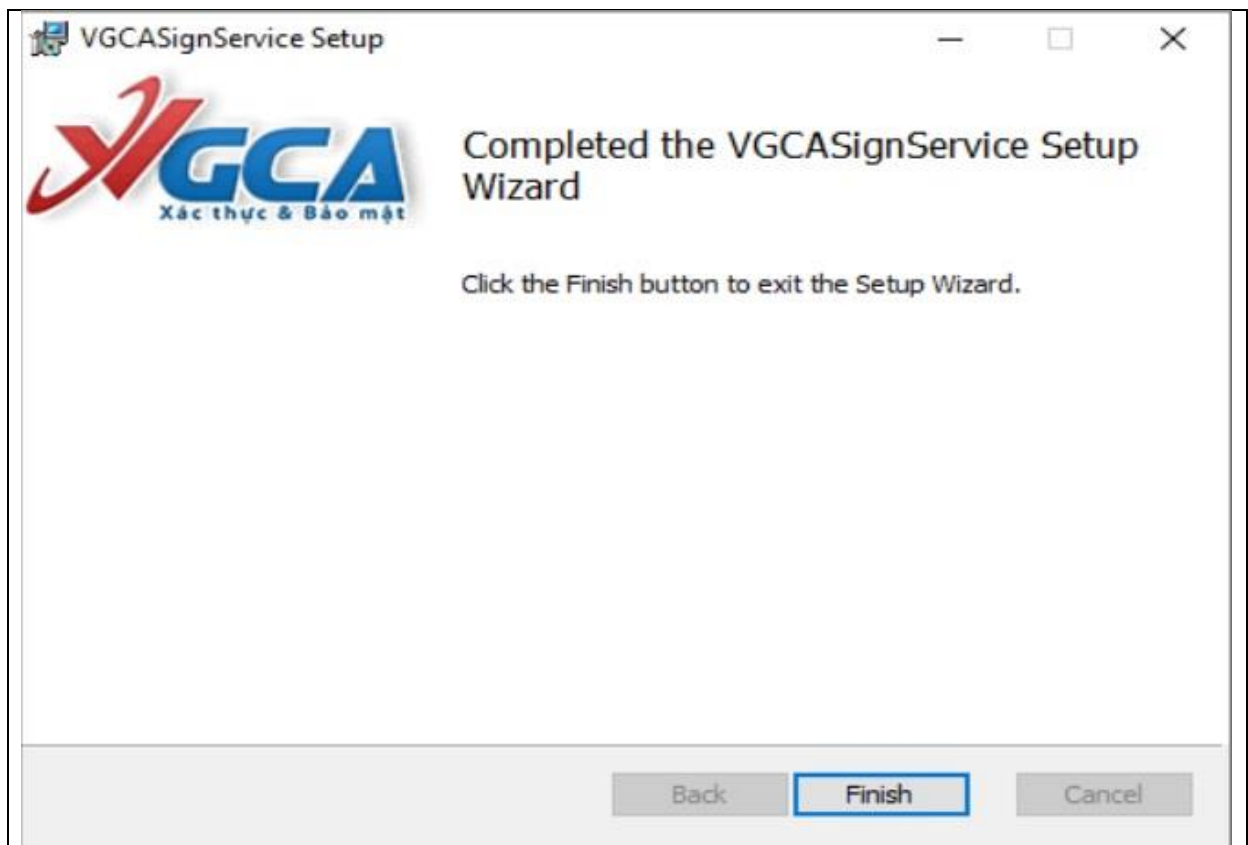 VGCASignService Setup
VGCA
Xác thực & Bảo mật
Completed the VGCASignService Setup
Wizard
Click the Finish button to exit the Setup Wizard.
Back Finish Cancel